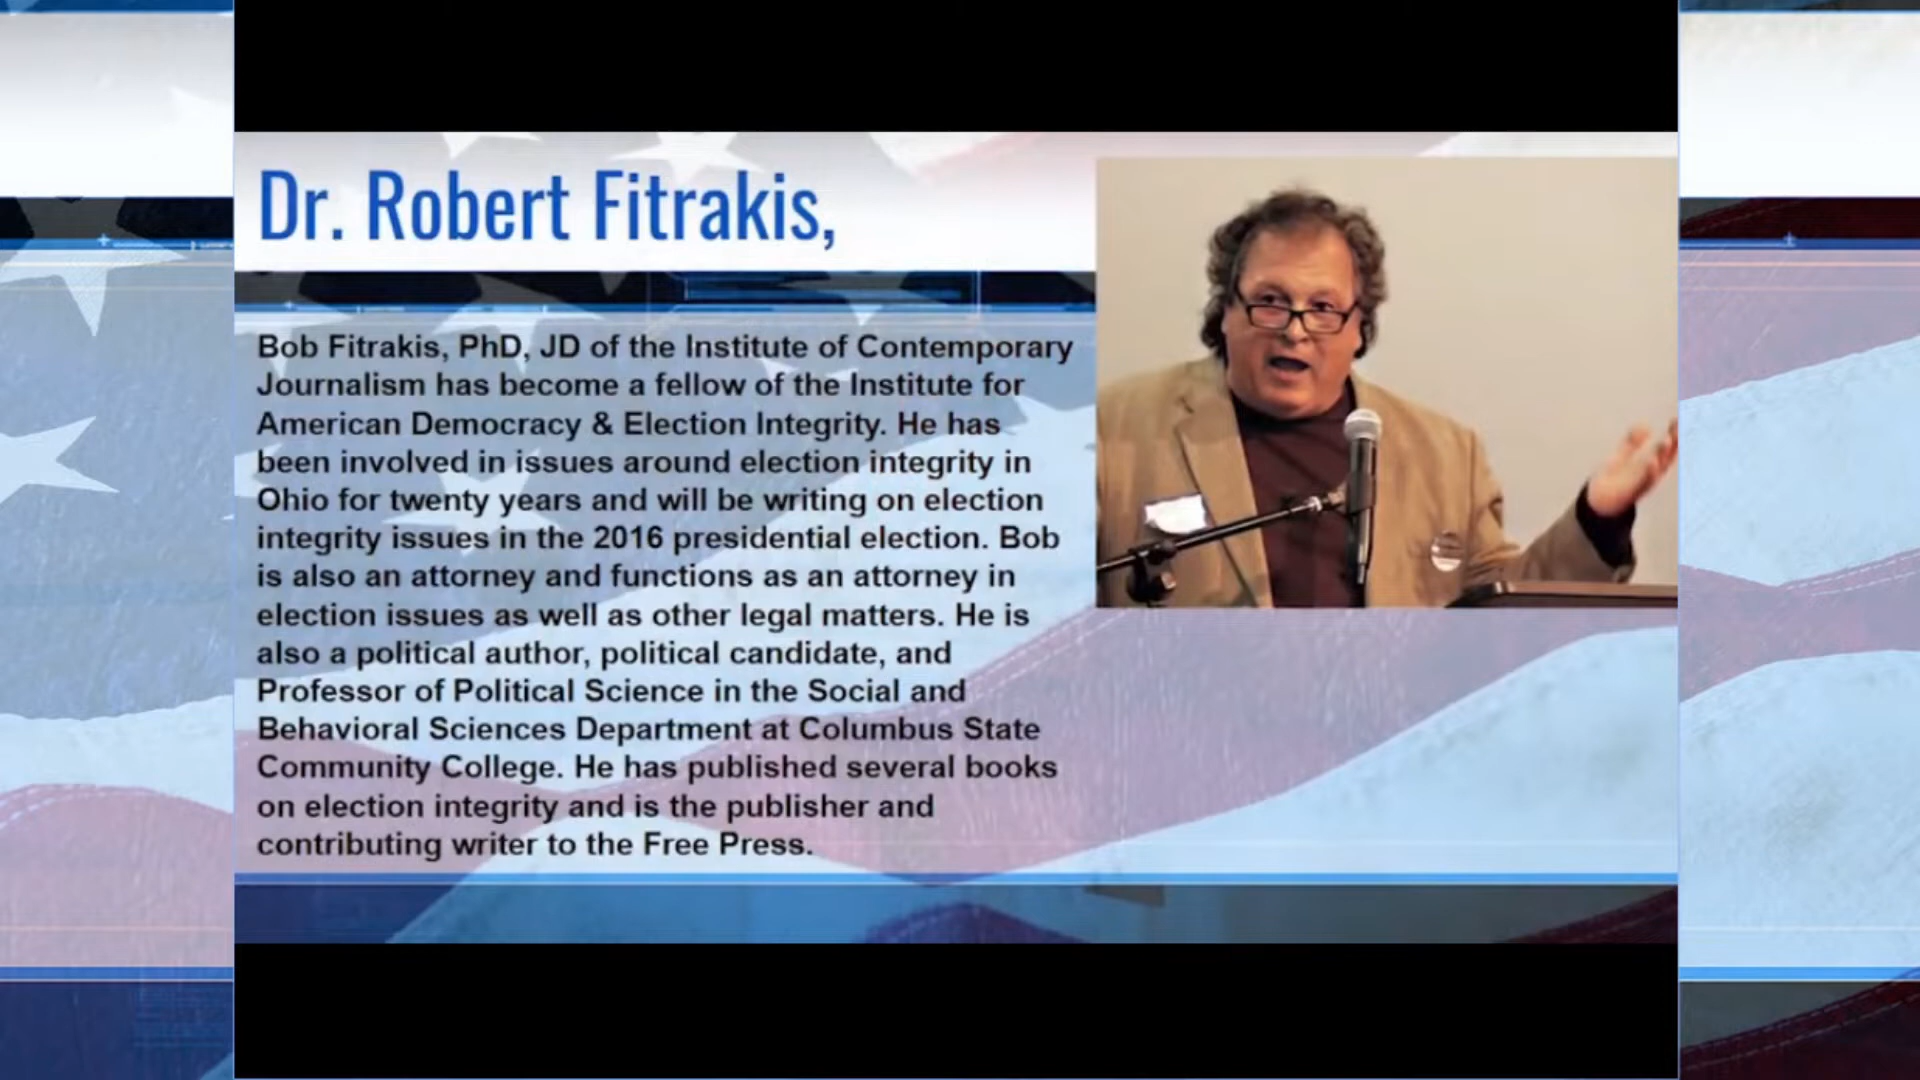 Dr. Robert Fitrakis,
Bob Fitrakis, PhD, JD of the Institute of Contemporary
Journalism has become a fellow of the Institute for
American Democracy & Election Integrity. He has
been involved in issues around election integrity in
Ohio for twenty years and will be writing on election
integrity issues in the 2016 presidential election. Bob
is also an attorney and functions as an attorney in
election issues as well as other legal matters. He is
also a political author, political candidate, and
Professor of Political Science in the Social and
Behavioral Sciences Department at Columbus State
Community College. He has published several books
on election integrity and is the publisher and
contributing writer to the Free Press.